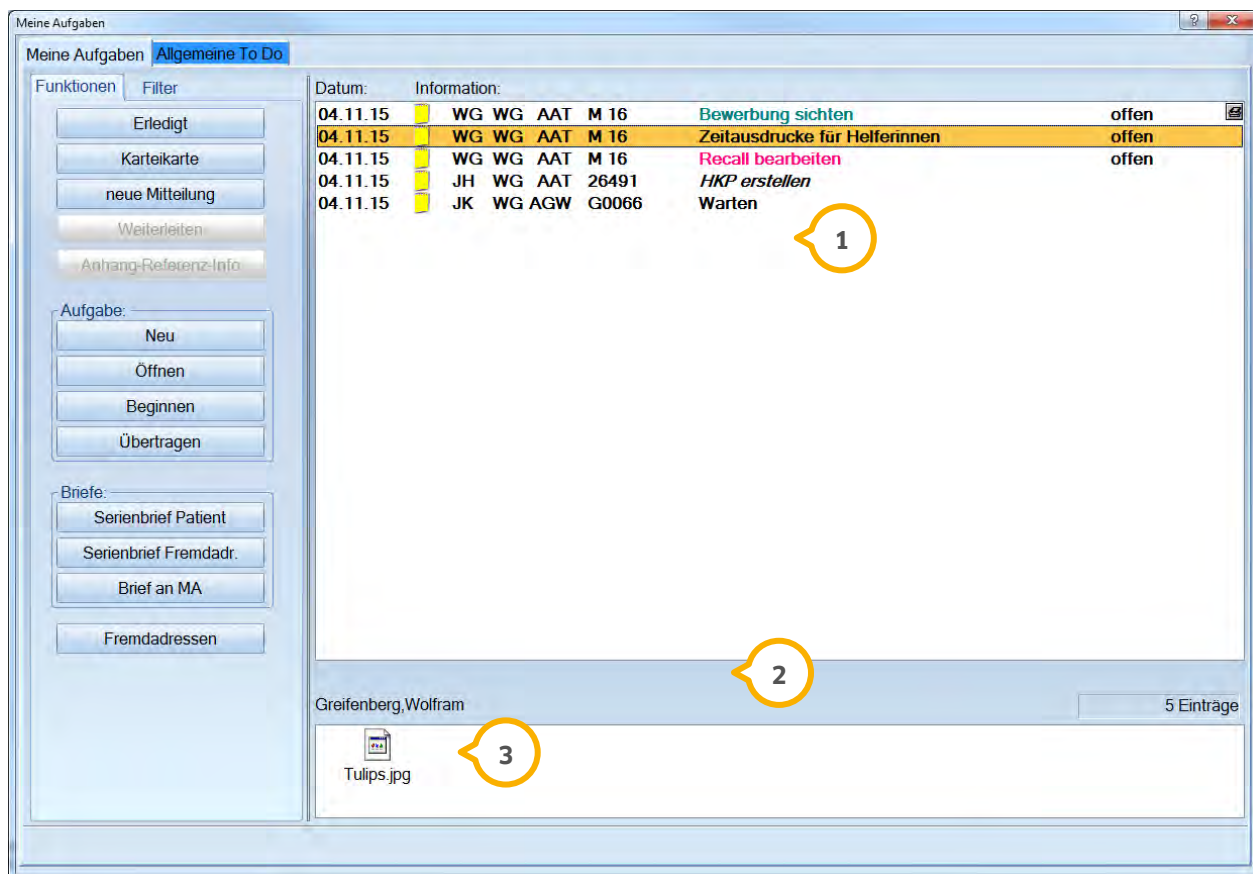 Meine Aufgaben
Meine Aufgaben Allgemeine To Do
Funktionen Filter
Erledigt
Karteikarte
neue Mitteilung
Weiterleiten
Anhang-Referenz-Info
Aufgabe:
Neu
Öffnen
Beginnen
Übertragen
Briefe:
Serienbrief Patient
Serienbrief Fremdadr.
Brief an MA
Fremdadressen
Datum: Information:
04.11.15 WG WG AAT M 16 Bewerbung sichten offen
04.11.15 WG WG AAT M 16 Zeitausdrucke für Helferinnen offen
04.11.15 WG WG AAT M 16 Recall bearbeiten offen
04.11.15 JH WG AAT 26491 HKP erstellen
04.11.15 JK WG AGW G0066 Warten
1
2
Greifenberg,Wolfram 5 Einträge
3
Tulips.jpg